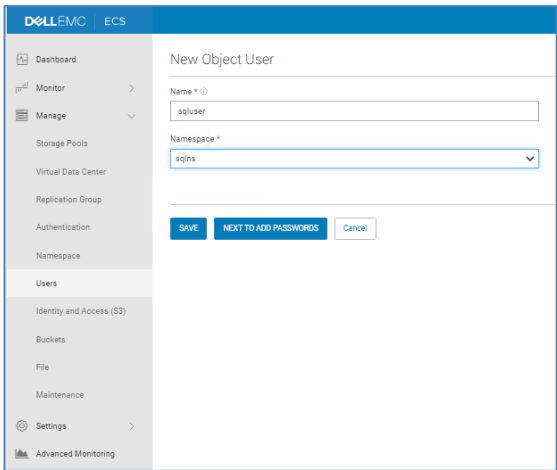 DELLEMC | ECS
Dashboard
Monitor
Manage
Storage Pools
Virtual Data Center
Replication Group
Authentication
Namespace
Users
Identity and Access (S3)
Buckets
File
Maintenance
Settings
Advanced Monitoring
New Object User
Name *
sqluser
Namespace *
sqlns
SAVE NEXT TO ADD PASSWORDS Cancel